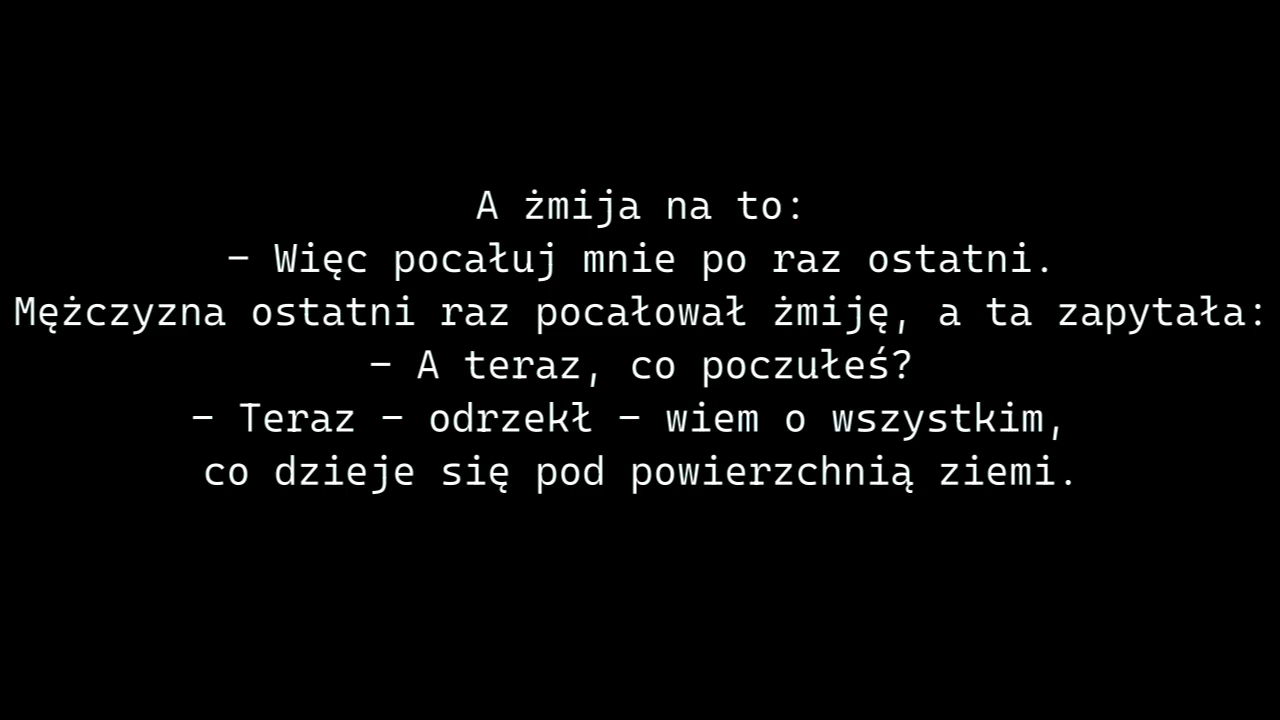 A żmija na to:
– Więc pocałuj mnie po raz ostatni.
Mężczyzna ostatni raz pocałował żmiję, a ta zapytała:
– A teraz, co poczułeś?
– Teraz – odrzekł – wiem o wszystkim,
co dzieje się pod powierzchnią ziemi.